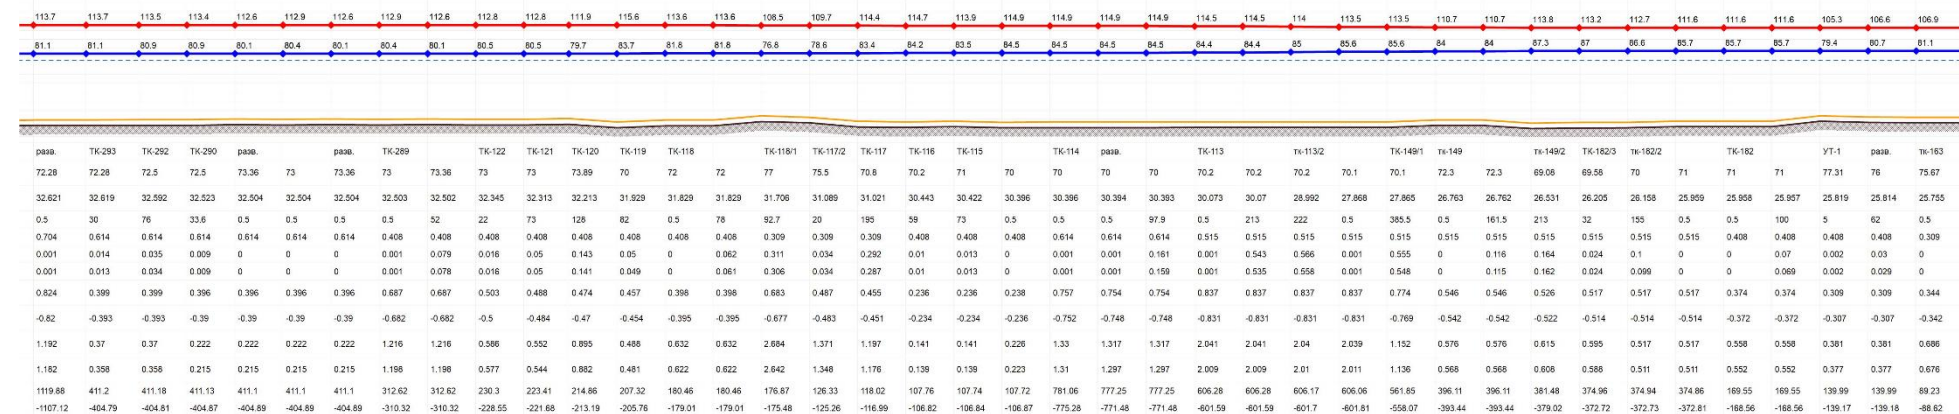 113.7 113.7 113.5 113.4 112.6 112.9 112.6 112.9 112.6 112.8 112.8 111.9 115.6 113.6 113.6 108.5 109.7 114.4 114.7 113.9 114.9 114.9 114.9 114.9 114.5 114.5 114 113.5 113.5 110.7 110.7 113.8 113.2 112.7 111.6 111.6 111.6 105.3 106.6 106.9
81.1 81.1 80.9 80.9 80.1 80.4 80.1 80.4 80.1 80.5 80.5 79.7 83.7 81.8 81.8 76.8 78.6 83.4 84.2 83.5 84.5 84.5 84.5 84.5 84.4 84.4 85 85.6 85.6 84 84 87.3 87 86.6 85.7 85.7 85.7 79.4 80.7 81.1
разв. ТК-293 ТК-292 ТК-290 разв. разв. ТК-289 ТК-122 ТК-121 ТК-120 ТК-119 ТК-118 ТК-118/1 ТК-117/2 ТК-117 ТК-116 ТК-115 ТК-114 разв. ТК-113 тк-113/2 ТК-149/1 тк-149 тк-149/2 ТК-182/3 тк-182/2 ТК-182 УТ-1 разв. тк-163
72.28 72.28 72.5 72.5 73.36 73 73.36 73 73.36 73 73 73.89 70 72 72 77 75.5 70.8 70.2 71 70 70 70 70 70.2 70.2 70.2 70.1 70.1 72.3 72.3 69.08 69.58 70 71 71 71 77.31 76 75.67
32.621 32.619 32.592 32.523 32.504 32.504 32.504 32.503 32.502 32.345 32.313 32.213 31.929 31.829 31.829 31.706 31.089 31.021 30.443 30.422 30.396 30.396 30.394 30.393 30.073 30.07 28.992 27.868 27.865 26.763 26.762 26.531 26.205 26.158 25.959 25.958 25.957 25.819 25.814 25.755
0.5 30 76 33.6 0.5 0.5 0.5 0.5 52 22 73 128 82 0.5 78 92.7 20 195 59 73 0.5 0.5 0.5 97.9 0.5 213 222 0.5 385.5 0.5 161.5 213 32 155 0.5 0.5 100 5 62 0.5
0.704 0.614 0.614 0.614 0.614 0.614 0.614 0.408 0.408 0.408 0.408 0.408 0.408 0.408 0.408 0.309 0.309 0.309 0.408 0.408 0.408 0.614 0.614 0.614 0.515 0.515 0.515 0.515 0.515 0.515 0.515 0.515 0.515 0.515 0.515 0.408 0.408 0.408 0.408 0.309
0.001 0.014 0.035 0.009 0 0 0 0.001 0.079 0.016 0.05 0.143 0.05 0 0.062 0.311 0.034 0.292 0.01 0.013 0 0.001 0.001 0.161 0.001 0.543 0.566 0.001 0.555 0 0.116 0.164 0.024 0.1 0 0 0.07 0.002 0.03 0
0.001 0.013 0.034 0.009 0 0 0 0.001 0.078 0.016 0.05 0.141 0.049 0 0.061 0.306 0.034 0.287 0.01 0.013 0 0.001 0.001 0.159 0.001 0.535 0.558 0.001 0.548 0 0.115 0.162 0.024 0.099 0 0 0.069 0.002 0.029 0
0.824 0.399 0.399 0.396 0.396 0.396 0.396 0.687 0.687 0.503 0.488 0.474 0.457 0.398 0.398 0.683 0.487 0.455 0.236 0.236 0.238 0.757 0.754 0.754 0.837 0.837 0.837 0.837 0.774 0.546 0.546 0.526 0.517 0.517 0.517 0.374 0.374 0.309 0.309 0.344
-0.82 -0.393 -0.393 -0.39 -0.39 -0.39 -0.39 -0.682 -0.682 -0.5 -0.484 -0.47 -0.454 -0.395 -0.395 -0.677 -0.483 -0.451 -0.234 -0.234 -0.236 -0.752 -0.748 -0.748 -0.831 -0.831 -0.831 -0.831 -0.769 -0.542 -0.542 -0.522 -0.514 -0.514 -0.514 -0.372 -0.372 -0.307 -0.307 -0.342
1.192 0.37 0.37 0.222 0.222 0.222 0.222 1.216 1.216 0.586 0.552 0.895 0.488 0.632 0.632 2.684 1.371 1.197 0.141 0.141 0.226 1.33 1.317 1.317 2.041 2.041 2.04 2.039 1.152 0.576 0.576 0.615 0.595 0.517 0.517 0.558 0.558 0.381 0.381 0.686
1.182 0.358 0.358 0.215 0.215 0.215 0.215 1.198 1.198 0.577 0.544 0.882 0.481 0.622 0.622 2.642 1.348 1.176 0.139 0.139 0.223 1.31 1.297 1.297 2.009 2.009 2.01 2.011 1.136 0.568 0.568 0.608 0.588 0.511 0.511 0.552 0.552 0.377 0.377 0.676
1119.88 411.2 411.18 411.13 411.1 411.1 411.1 312.62 312.62 230.3 223.41 214.86 207.32 180.46 180.46 176.87 126.33 118.02 107.76 107.74 107.72 781.06 777.25 777.25 606.28 606.28 606.17 606.06 561.85 396.11 396.11 381.48 374.96 374.94 374.86 169.55 169.55 139.99 139.99 89.23
-1107.12 -404.79 -404.81 -404.87 -404.89 -404.89 -404.89 -310.32 -310.32 -228.55 -221.68 -213.19 -205.76 -179.01 -179.01 -175.48 -125.26 -116.99 -106.82 -106.84 -106.87 -775.28 -771.48 -771.48 -601.59 -601.59 -601.7 -601.81 -558.07 -393.44 -393.44 -379.02 -372.72 -372.73 -372.81 -168.56 -168.56 -139.17 -139.18 -88.62